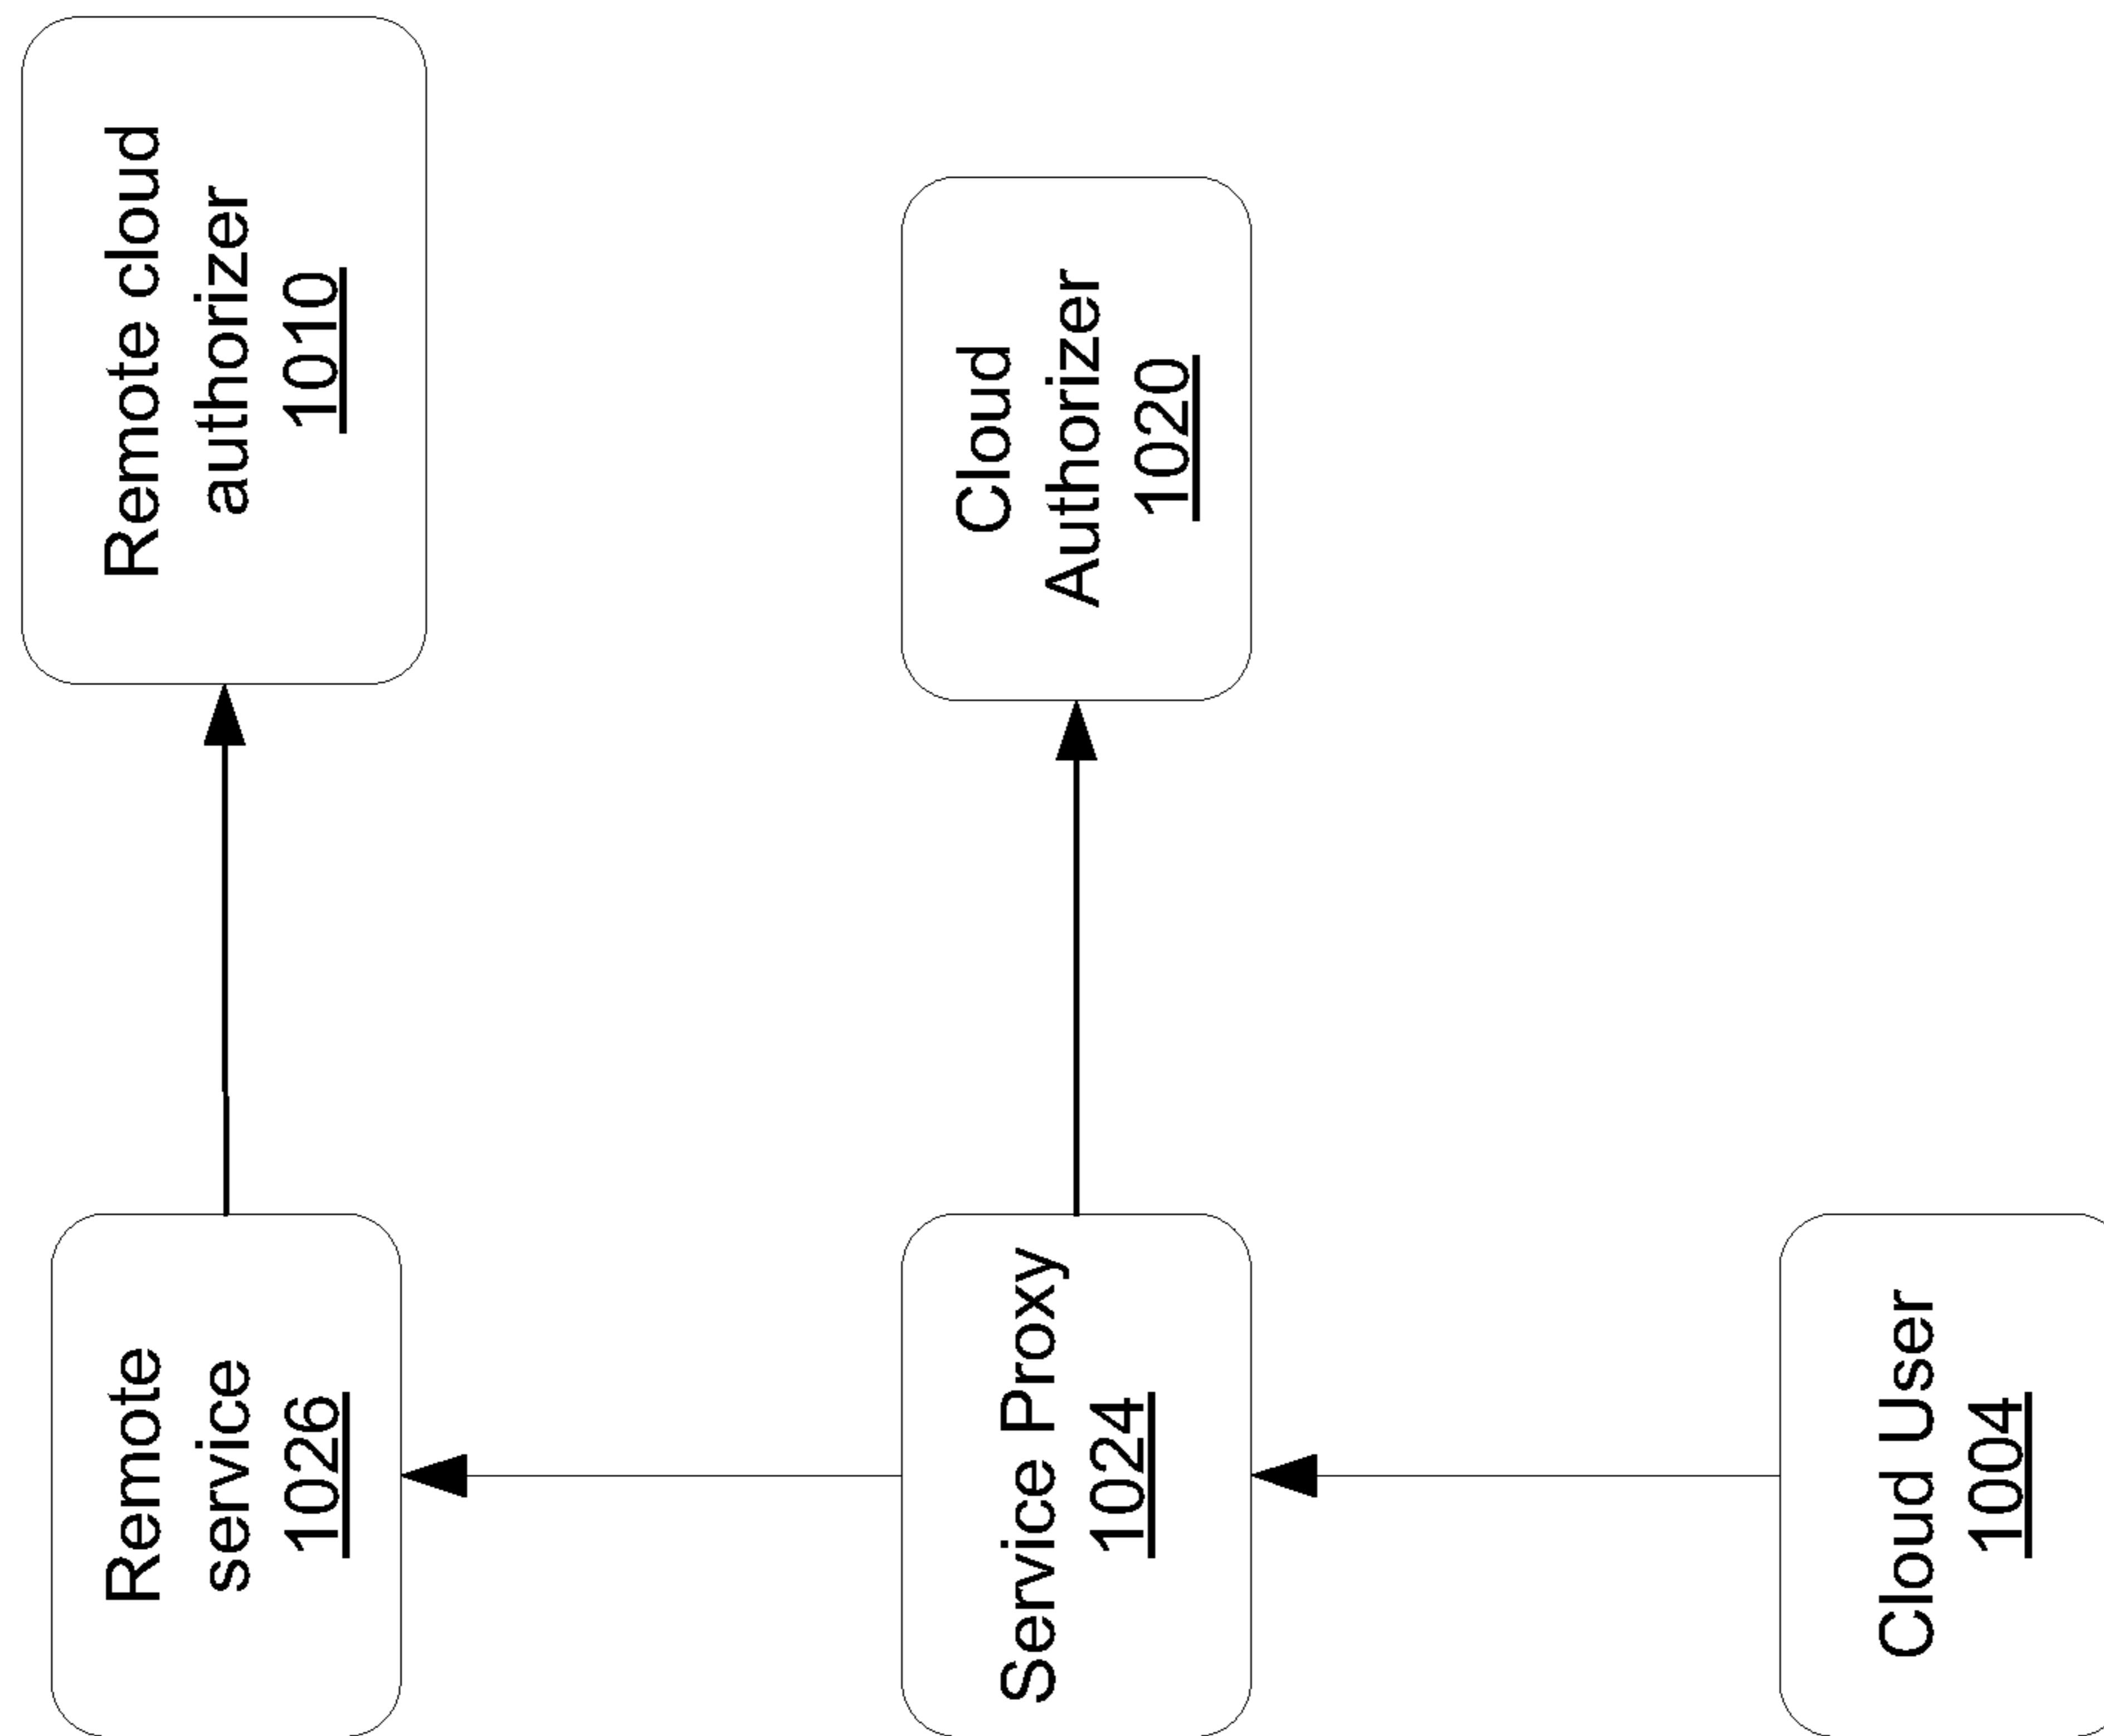 Remote
service
1026
Remote cloud
authorizer
1010
Service Proxy
1024
Cloud
Authorizer
1020
Cloud User
1004